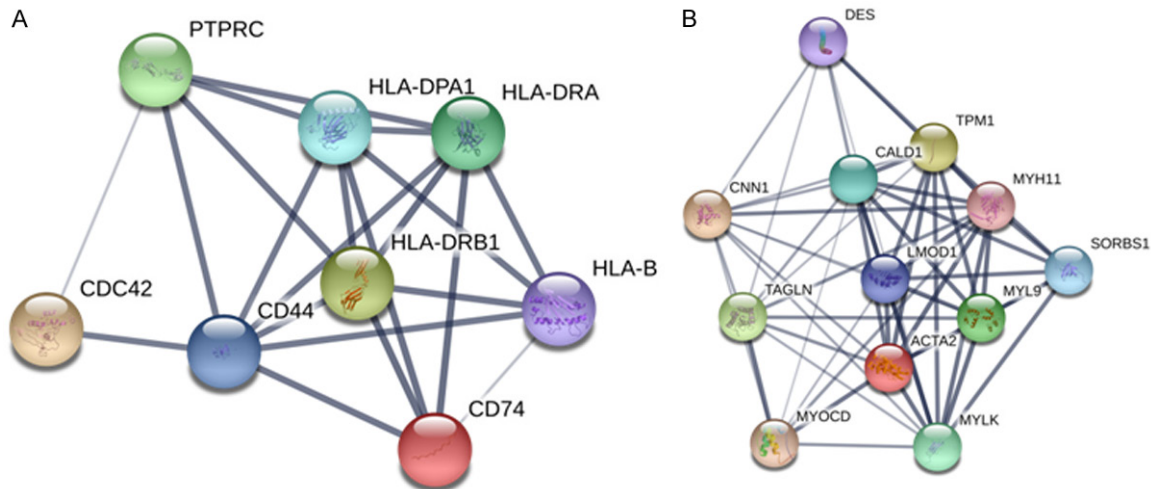 A
PTPRC
HLA-DPA1
HLA-DRA
HLA-DRB1
HLA-B
CDC42
CD44
CD74
B
DES
TPM1
CALD1
MYH11
CNN1
SORBS1
LMOD1
TAGLN
MYL9
ACTA2
MYOCD
MYLK